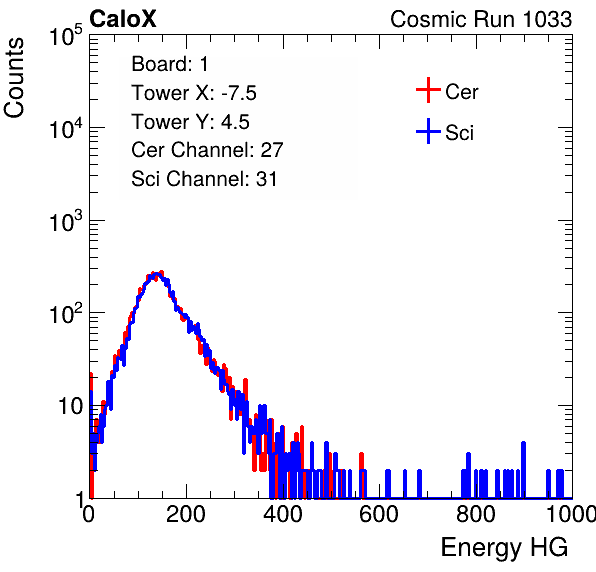 CaloX Cosmic Run 1033
Counts
10^5
10^4
10^3
10^2
10
1
Board: 1
Tower X: -7.5
Tower Y: 4.5
Cer Channel: 27
Sci Channel: 31
Cer
Sci
0 200 400 600 800 1000
Energy HG